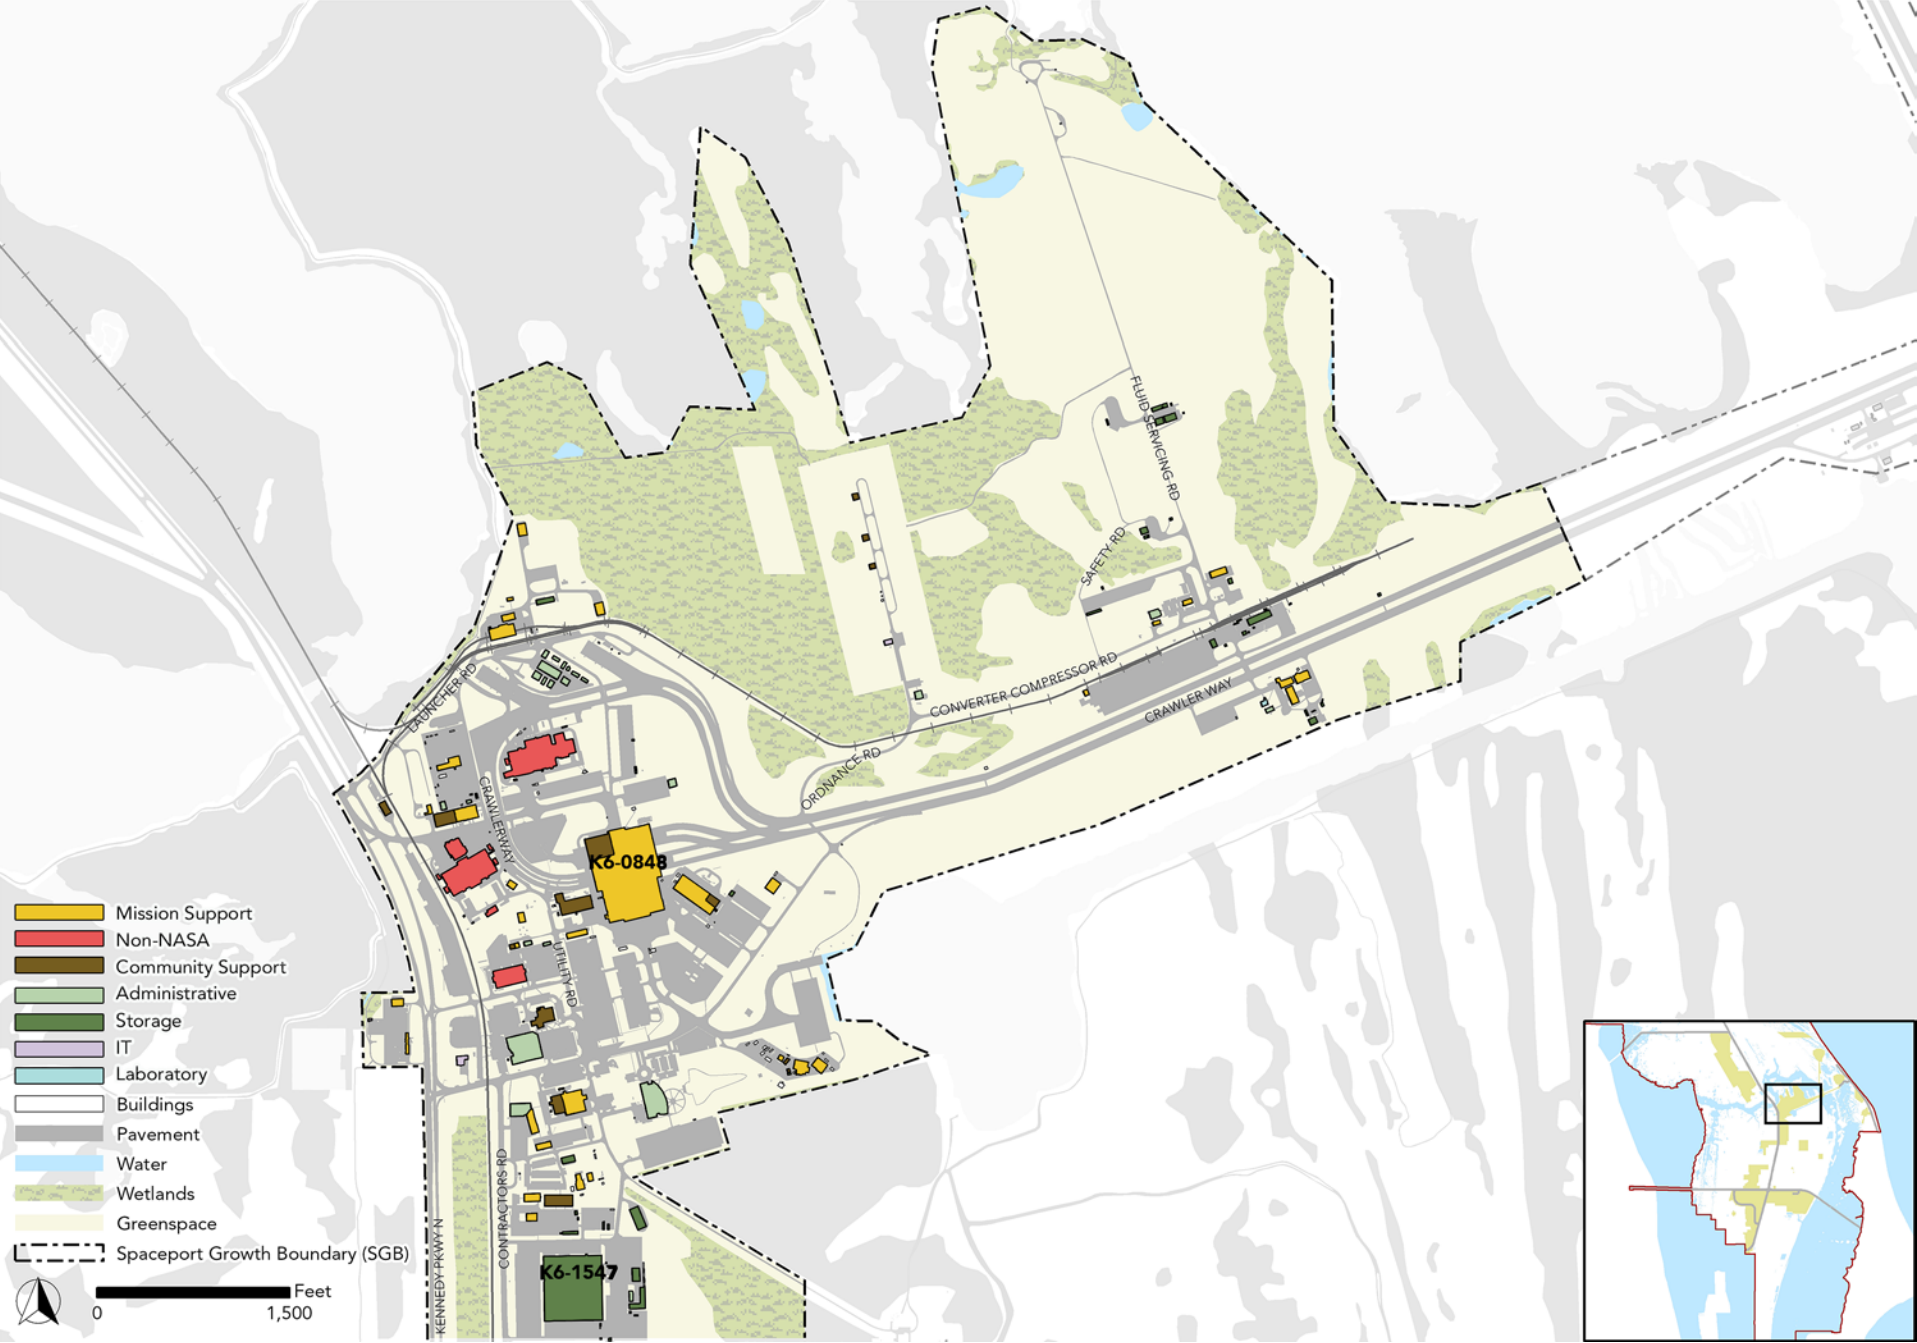 FLUID SERVICING RD
SAFETY RD
CONVERTER COMPRESSOR RD
CRAWLER WAY
LAUNCHER RD
ORDNANCE RD
CRAWLERWAY
K6-0848
UTILITY RD
CONTRACTORS RD
KENNEDY PKWY N
K6-1547
Mission Support
Non-NASA
Community Support
Administrative
Storage
IT
Laboratory
Buildings
Pavement
Water
Wetlands
Greenspace
Spaceport Growth Boundary (SGB)
Feet
0 1,500